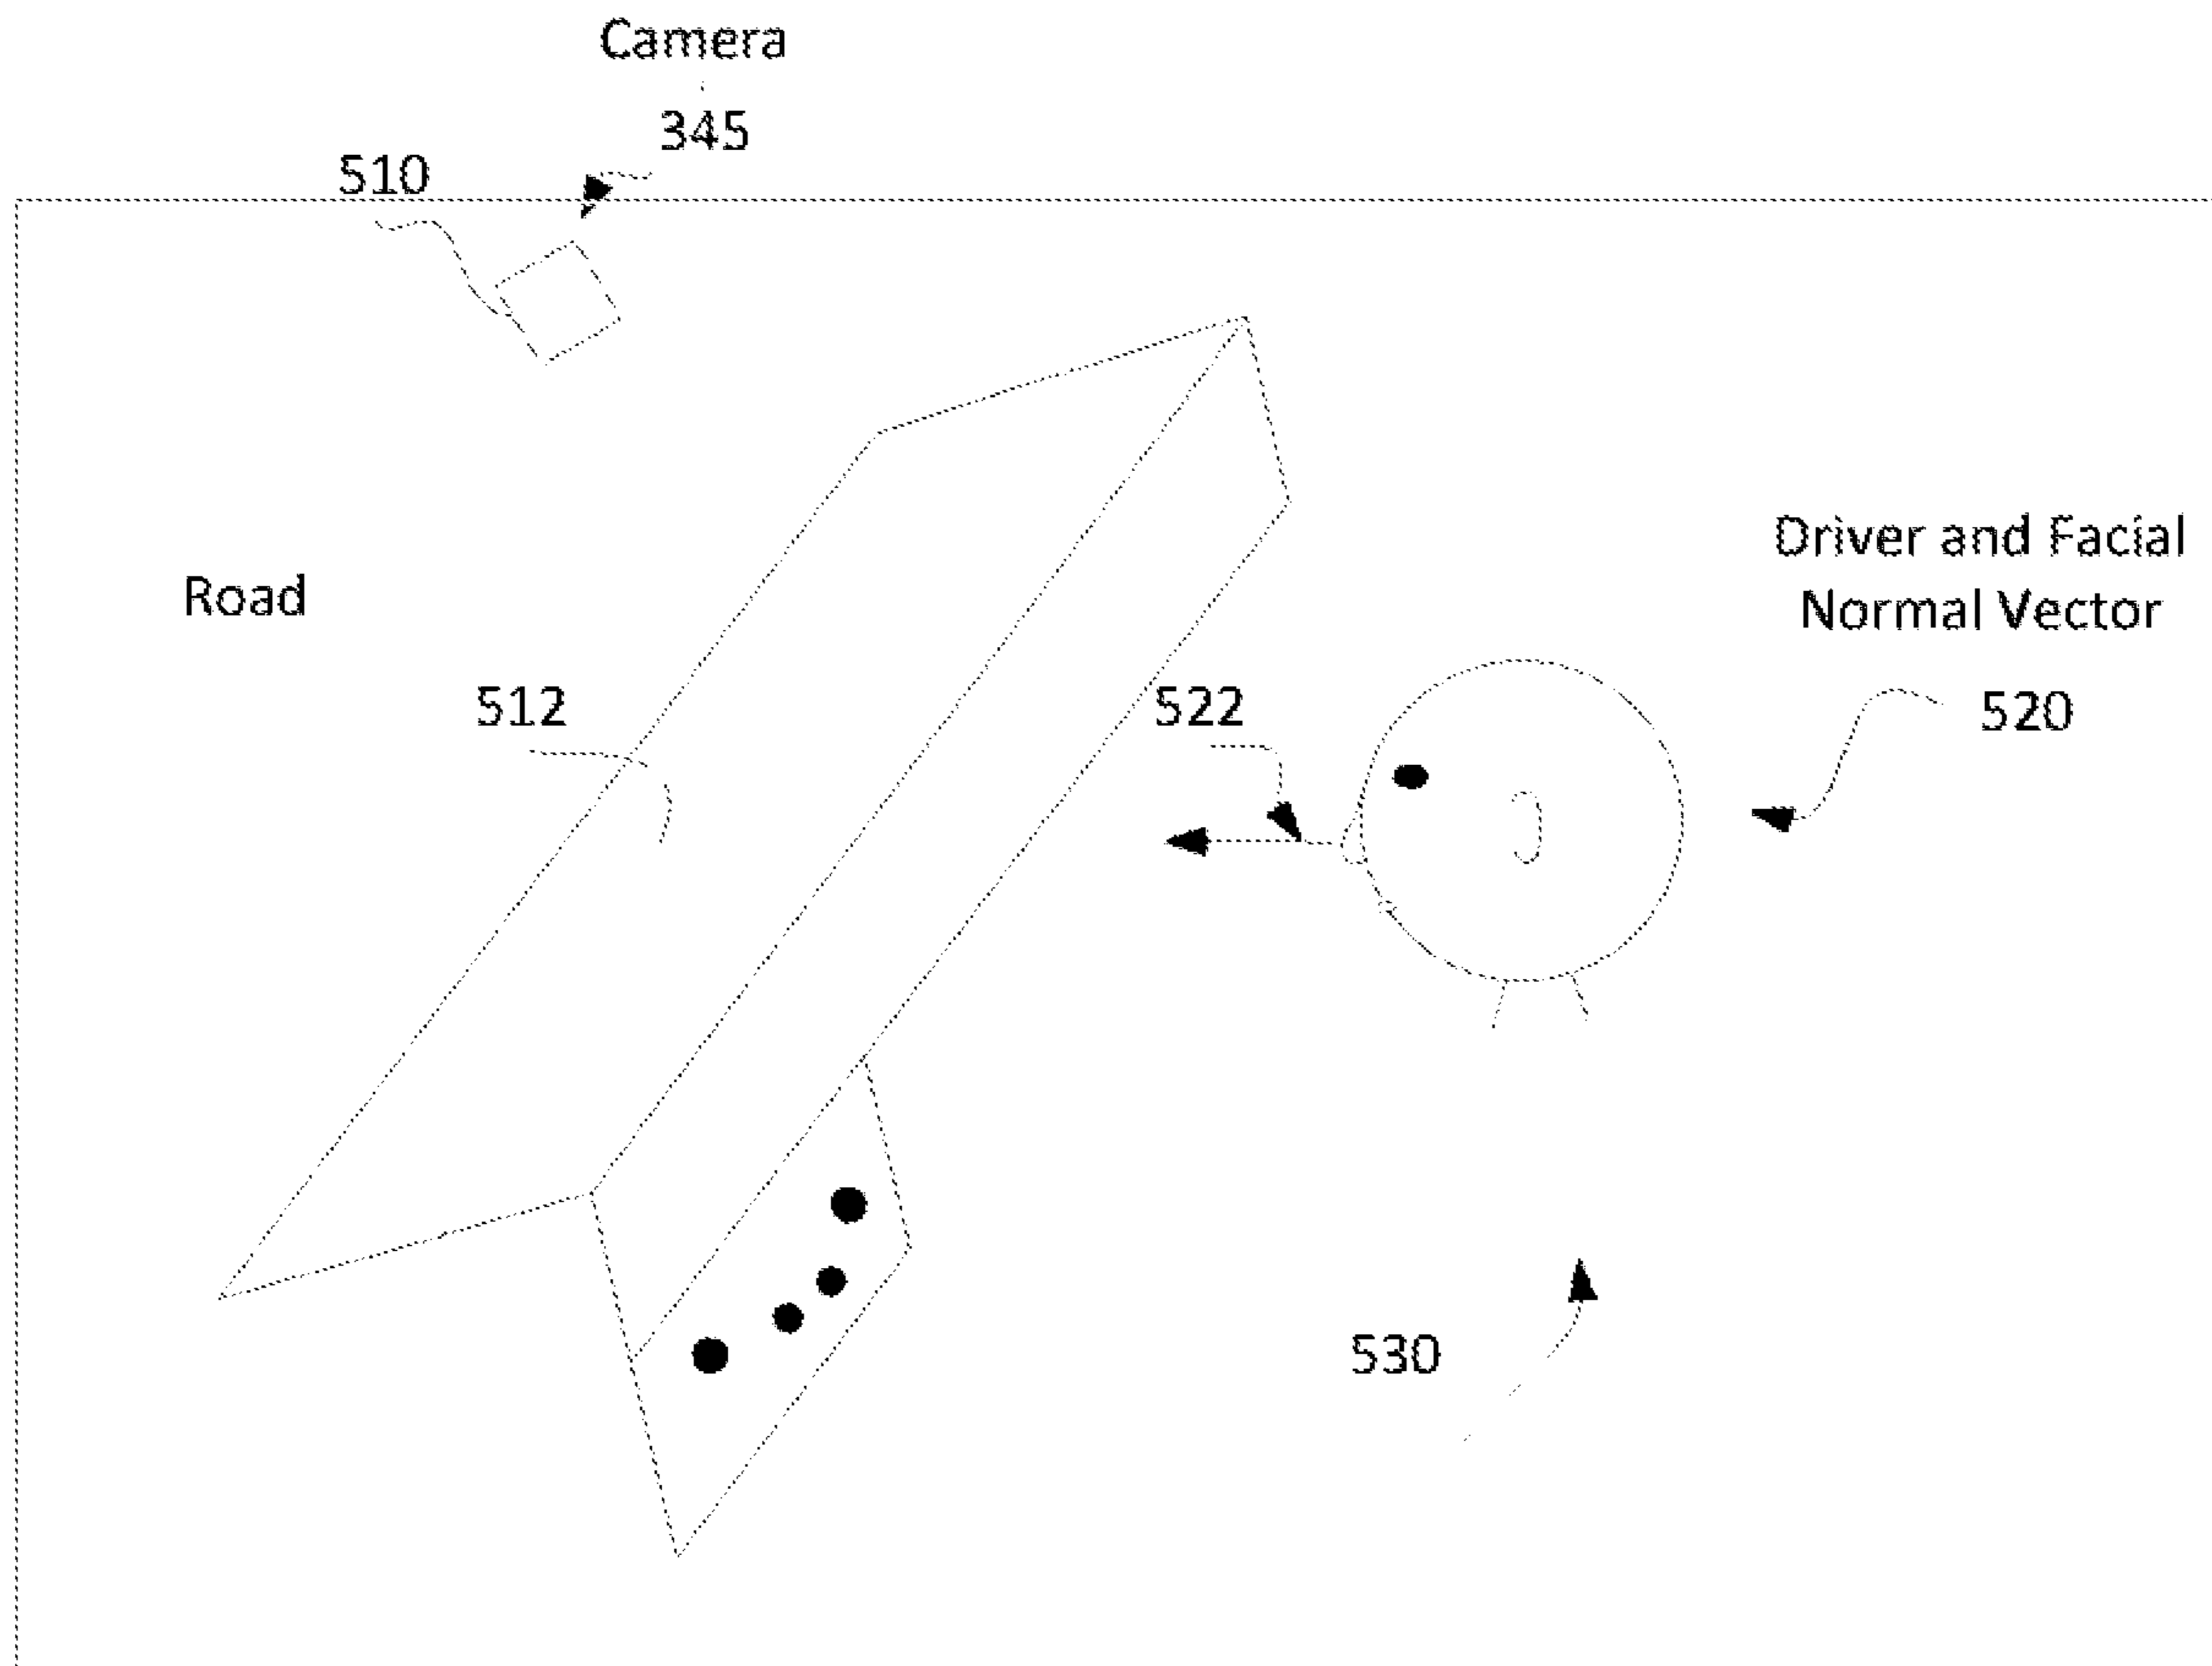 Camera
345
510
Road
Driver and Facial
Normal Vector
512
522
520
530